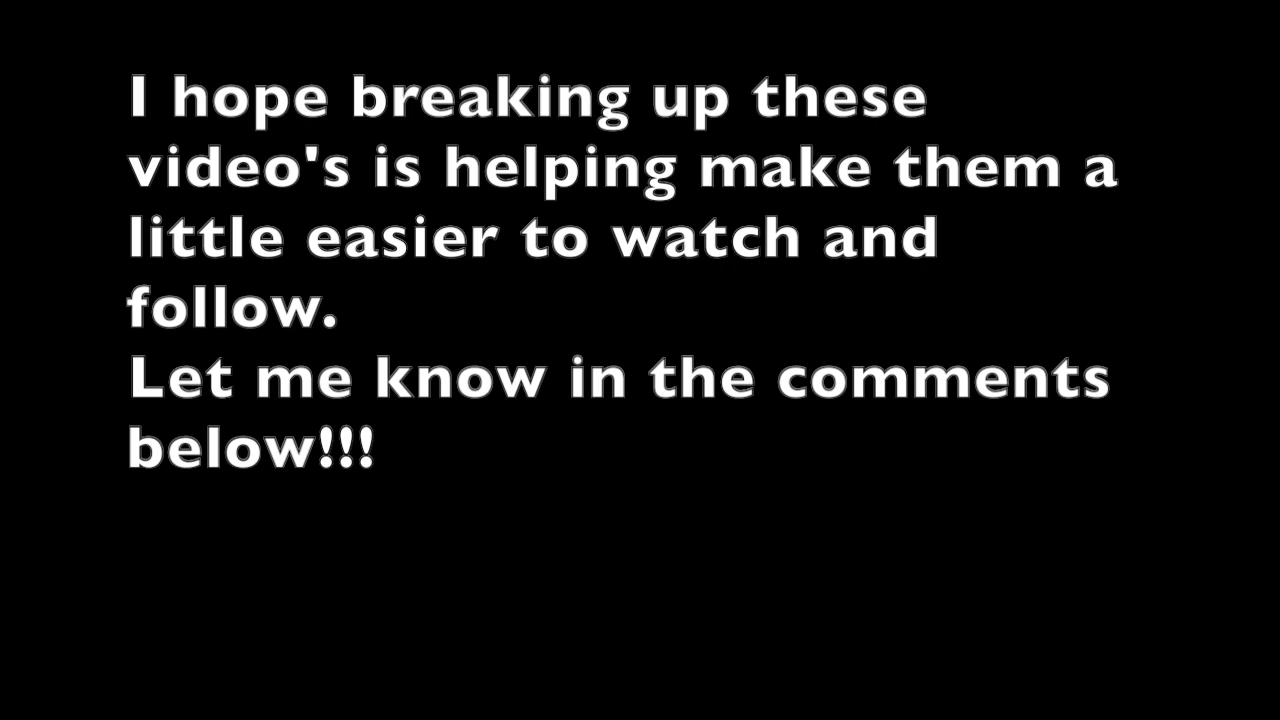 I hope breaking up these
video's is helping make them a
little easier to watch and
follow.
Let me know in the comments
below!!!